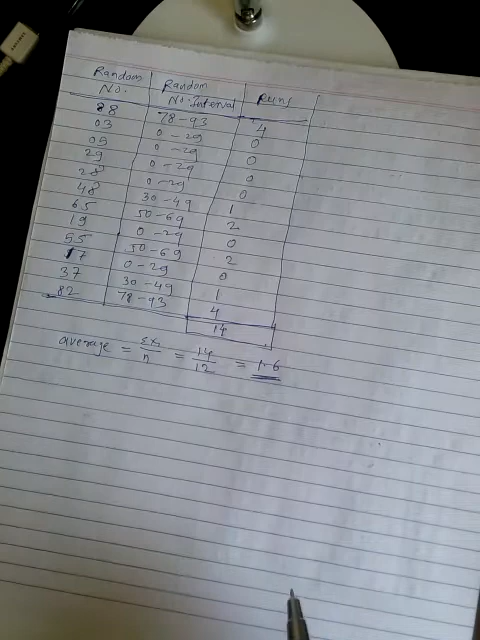 Random No. Random No. Interval Runs
88 78-93 4
03 0-29 0
05 0-29 0
29 0-29 0
28 0-29 0
48 30-49 1
65 50-69 2
19 0-29 0
55 50-69 2
17 0-29 0
37 30-49 1
82 78-93 4
14
average = Σxi/n = 14/12 = 1.6